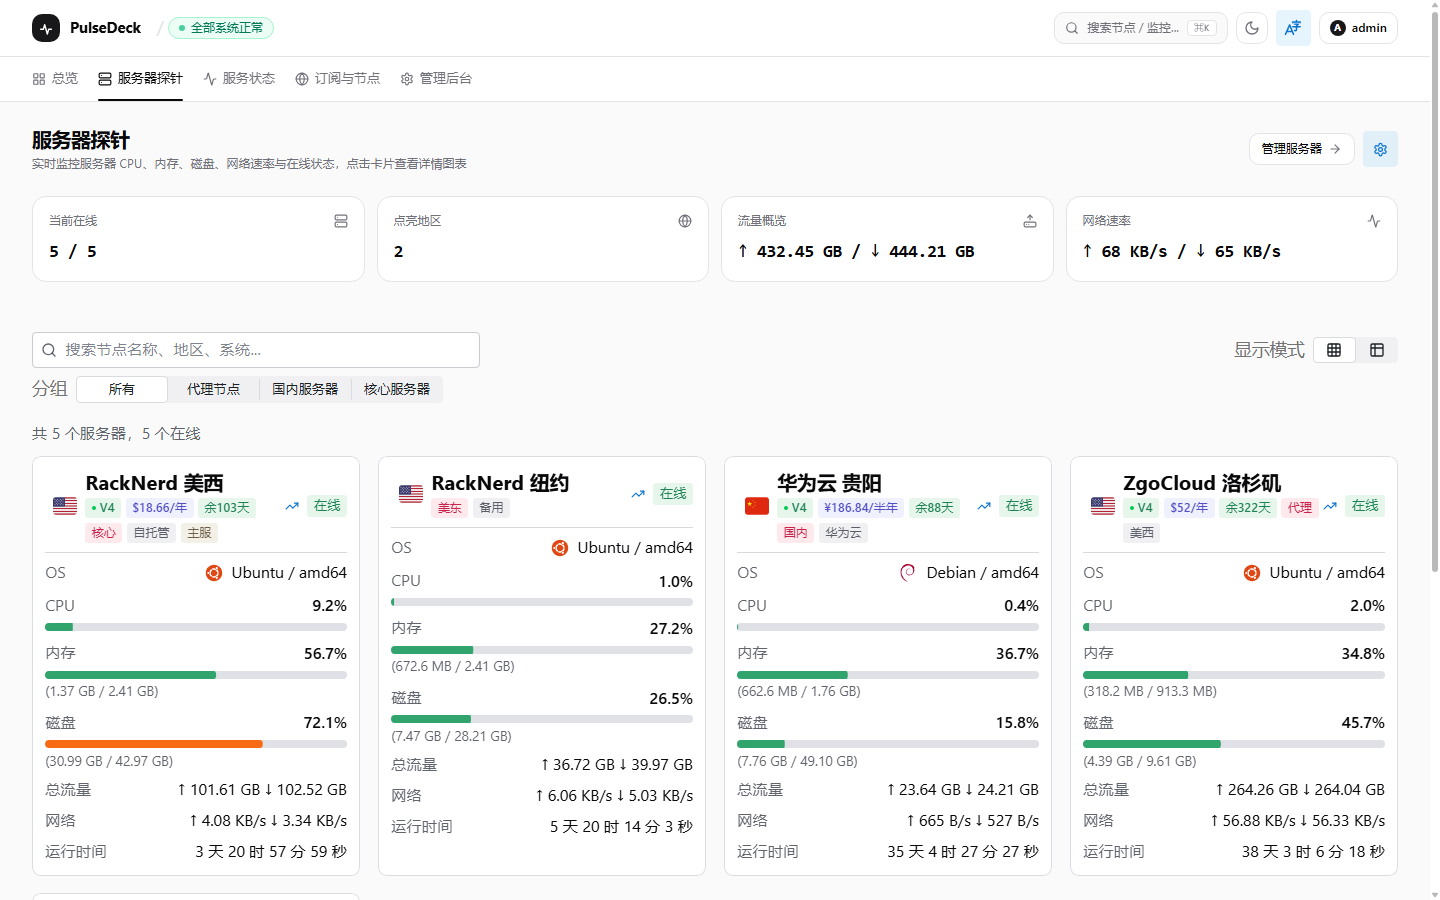 PulseDeck / 全部系统正常 搜索节点 / 监控... ⌘K A admin
总览 服务器探针 服务状态 订阅与节点 管理后台
服务器探针
实时监控服务器 CPU、内存、磁盘、网络速率与在线状态，点击卡片查看详情图表
管理服务器 →
当前在线
5 / 5
点亮地区
2
流量概览
↑ 432.45 GB / ↓ 444.21 GB
网络速率
↑ 68 KB/s / ↓ 65 KB/s
搜索节点名称、地区、系统...
显示模式
分组 所有 代理节点 国内服务器 核心服务器
共 5 个服务器，5 个在线
RackNerd 美西
V4 $18.66/年 余103天 在线
核心 自托管 主服
OS Ubuntu / amd64
CPU 9.2%
内存 56.7%
(1.37 GB / 2.41 GB)
磁盘 72.1%
(30.99 GB / 42.97 GB)
总流量 ↑ 101.61 GB ↓ 102.52 GB
网络 ↑ 4.08 KB/s ↓ 3.34 KB/s
运行时间 3 天 20 时 57 分 59 秒
RackNerd 纽约
美东 备用 在线
OS Ubuntu / amd64
CPU 1.0%
内存 27.2%
(672.6 MB / 2.41 GB)
磁盘 26.5%
(7.47 GB / 28.21 GB)
总流量 ↑ 36.72 GB ↓ 39.97 GB
网络 ↑ 6.06 KB/s ↓ 5.03 KB/s
运行时间 5 天 20 时 14 分 3 秒
华为云 贵阳
V4 ¥186.84/半年 余88天 在线
国内 华为云
OS Debian / amd64
CPU 0.4%
内存 36.7%
(662.6 MB / 1.76 GB)
磁盘 15.8%
(7.76 GB / 49.10 GB)
总流量 ↑ 23.64 GB ↓ 24.21 GB
网络 ↑ 665 B/s ↓ 527 B/s
运行时间 35 天 4 时 27 分 27 秒
ZgoCloud 洛杉矶
V4 $52/年 余322天 代理 在线
美西
OS Ubuntu / amd64
CPU 2.0%
内存 34.8%
(318.2 MB / 913.3 MB)
磁盘 45.7%
(4.39 GB / 9.61 GB)
总流量 ↑ 264.26 GB ↓ 264.04 GB
网络 ↑ 56.88 KB/s ↓ 56.33 KB/s
运行时间 38 天 3 时 6 分 18 秒